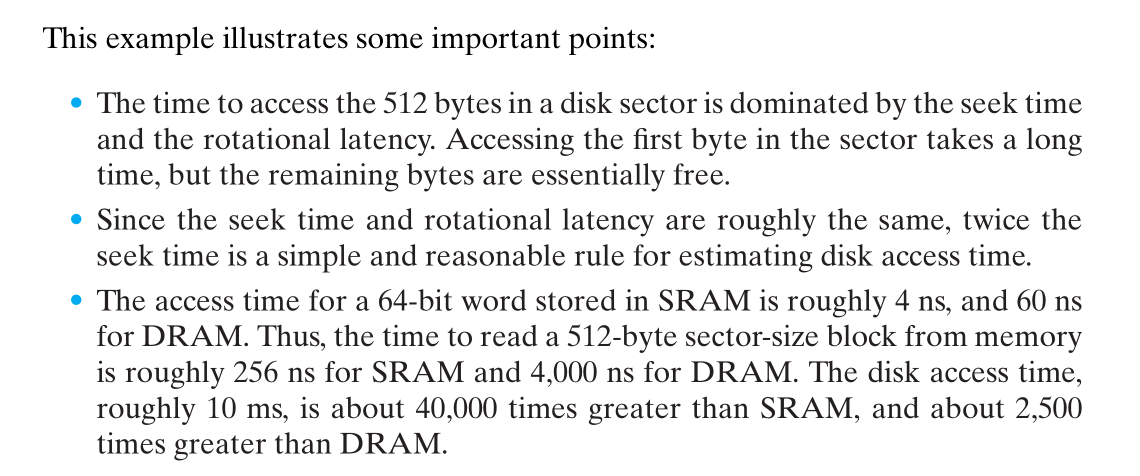 This example illustrates some important points:
• The time to access the 512 bytes in a disk sector is dominated by the seek time
and the rotational latency. Accessing the first byte in the sector takes a long
time, but the remaining bytes are essentially free.
• Since the seek time and rotational latency are roughly the same, twice the
seek time is a simple and reasonable rule for estimating disk access time.
• The access time for a 64-bit word stored in SRAM is roughly 4 ns, and 60 ns
for DRAM. Thus, the time to read a 512-byte sector-size block from memory
is roughly 256 ns for SRAM and 4,000 ns for DRAM. The disk access time,
roughly 10 ms, is about 40,000 times greater than SRAM, and about 2,500
times greater than DRAM.